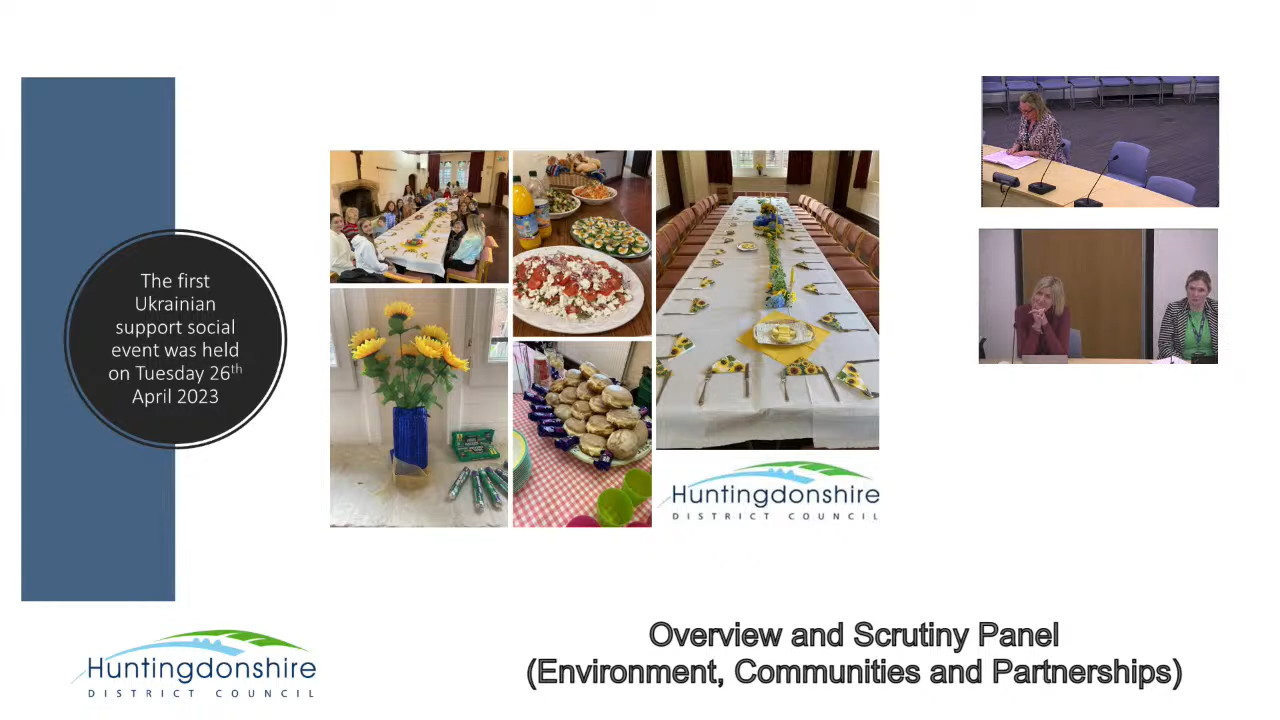 The first
Ukrainian
support social
event was held
on Tuesday 26th
April 2023
Huntingdonshire
DISTRICT COUNCIL
Huntingdonshire
DISTRICT COUNCIL
Overview and Scrutiny Panel
(Environment, Communities and Partnerships)